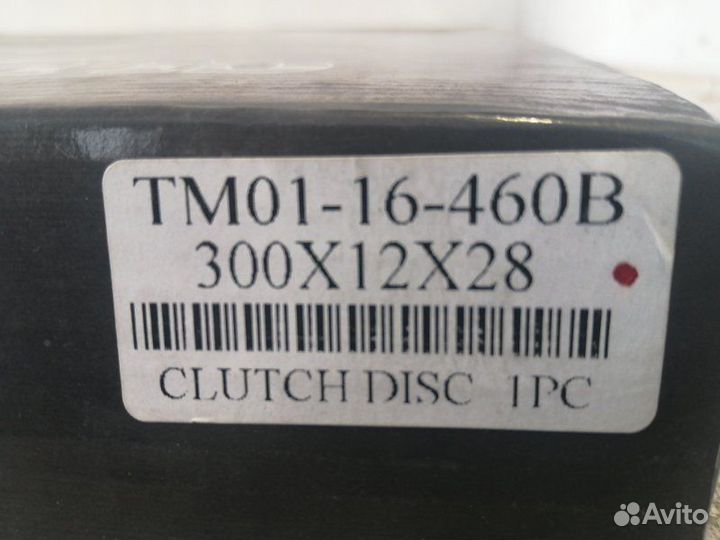 TM01-16-460B
300X12X28
CLUTCH DISC 1PC
Avito